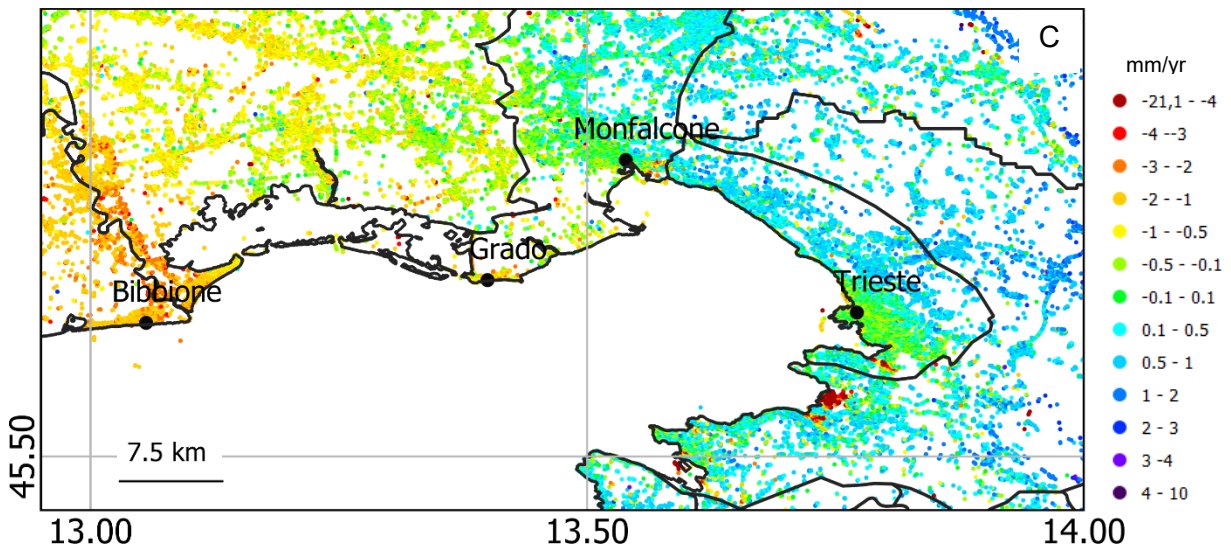 C
mm/yr
-21,1 - -4
-4 --3
-3 - -2
-2 - -1
-1 - -0.5
-0.5 - -0.1
-0.1 - 0.1
0.1 - 0.5
0.5 - 1
1 - 2
2 - 3
3 -4
4 - 10
Monfalcone
Grado
Bibbione
Trieste
7.5 km
45.50
13.00
13.50
14.00